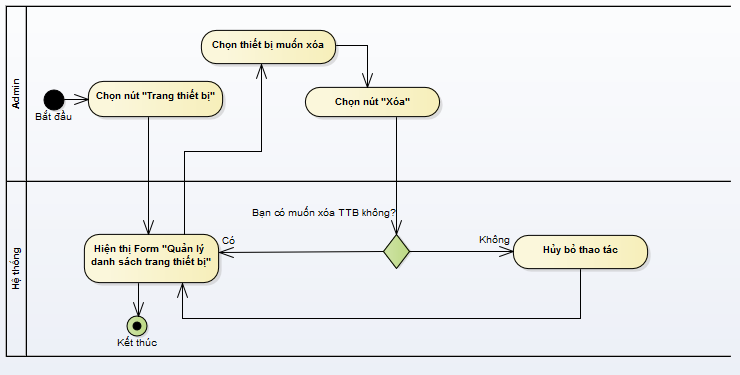 Admin
Chọn thiết bị muốn xóa
Chọn nút "Trang thiết bị"
Chọn nút "Xóa"
Bắt đầu
Hệ thống
Bạn có muốn xóa TTB không?
Hiện thị Form "Quản lý
danh sách trang thiết bị"
Có
Không
Hủy bỏ thao tác
Kết thúc